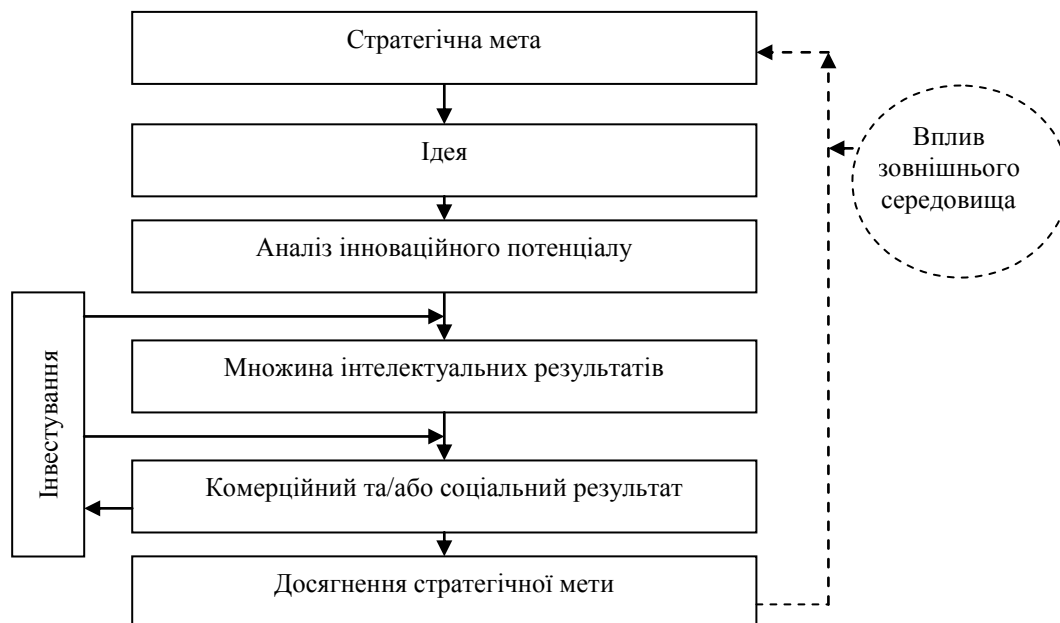 Стратегічна мета
Ідея
Аналіз інноваційного потенціалу
Множина інтелектуальних результатів
Комерційний та/або соціальний результат
Досягнення стратегічної мети
Інвестування
Вплив
зовнішнього
середовища